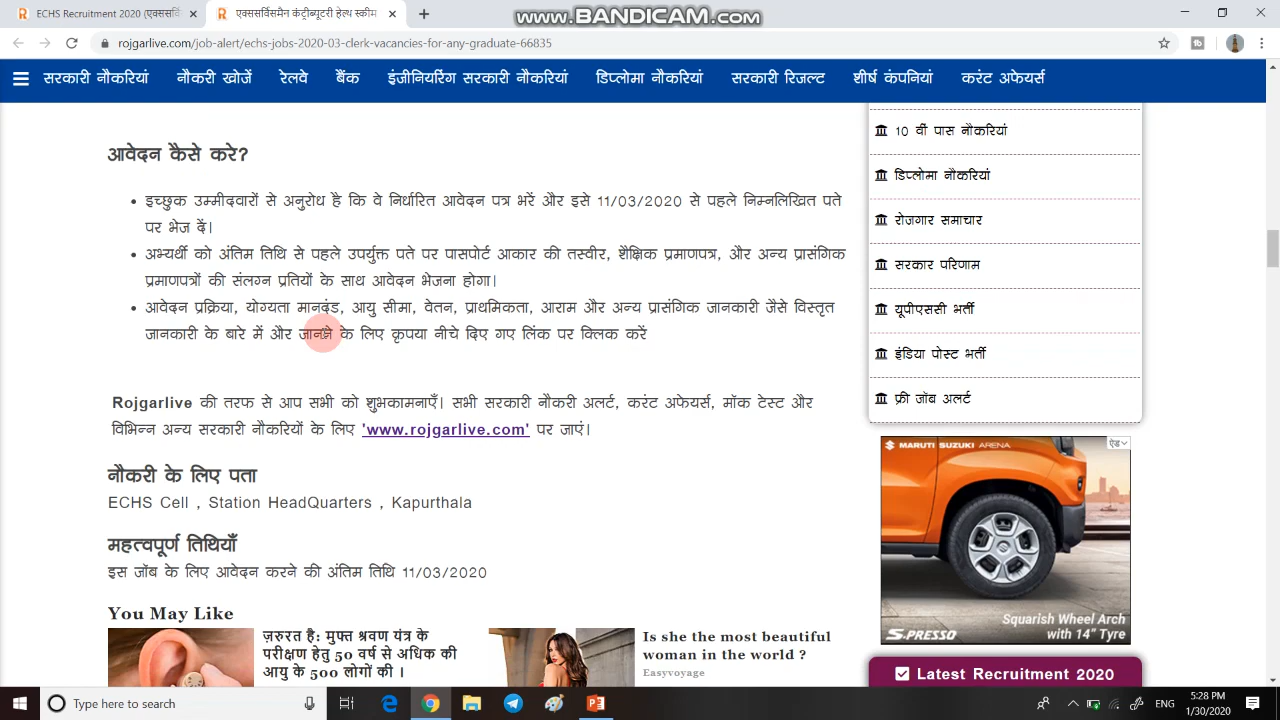 ECHS Recruitment 2020 (एक्ससर्वि
एक्ससर्विसमैन कंट्रीब्यूटरी हेल्थ स्कीम
www.BANDICAM.com
rojgarlive.com/job-alert/echs-jobs-2020-03-clerk-vacancies-for-any-graduate-66835
सरकारी नौकरियां नौकरी खोजें रेलवे बैंक इंजीनियरिंग सरकारी नौकरियां डिप्लोमा नौकरियां सरकारी रिजल्ट शीर्ष कंपनियां करंट अफेयर्स
आवेदन कैसे करे?
इच्छुक उम्मीदवारों से अनुरोध है कि वे निर्धारित आवेदन पत्र भरें और इसे 11/03/2020 से पहले निम्नलिखित पते
पर भेज दें।
अभ्यर्थी को अंतिम तिथि से पहले उपर्युक्त पते पर पासपोर्ट आकार की तस्वीर, शैक्षिक प्रमाणपत्र, और अन्य प्रासंगिक
प्रमाणपत्रों की संलग्न प्रतियों के साथ आवेदन भेजना होगा।
आवेदन प्रक्रिया, योग्यता मानदंड, आयु सीमा, वेतन, प्राथमिकता, आराम और अन्य प्रासंगिक जानकारी जैसे विस्तृत
जानकारी के बारे में और जानने के लिए कृपया नीचे दिए गए लिंक पर क्लिक करें
Rojgarlive की तरफ से आप सभी को शुभकामनाएँ। सभी सरकारी नौकरी अलर्ट, करंट अफेयर्स, मॉक टेस्ट और
विभिन्न अन्य सरकारी नौकरियों के लिए 'www.rojgarlive.com' पर जाएं।
नौकरी के लिए पता
ECHS Cell , Station HeadQuarters , Kapurthala
महत्वपूर्ण तिथियाँ
इस जॉब के लिए आवेदन करने की अंतिम तिथि 11/03/2020
You May Like
ज़रुरत है: मुफ्त श्रवण यंत्र के
परीक्षण हेतु 50 वर्ष से अधिक की
आयु के 500 लोगों की ।
Is she the most beautiful
woman in the world ?
Easyvoyage
10 वीं पास नौकरियां
डिप्लोमा नौकरियां
रोजगार समाचार
सरकार परिणाम
यूपीएससी भर्ती
इंडिया पोस्ट भर्ती
फ्री जॉब अलर्ट
MARUTI SUZUKI ARENA
ऐड
Squarish Wheel Arch
with 14" Tyre
S-PRESSO
Latest Recruitment 2020
Type here to search
ENG
5:28 PM
1/30/2020